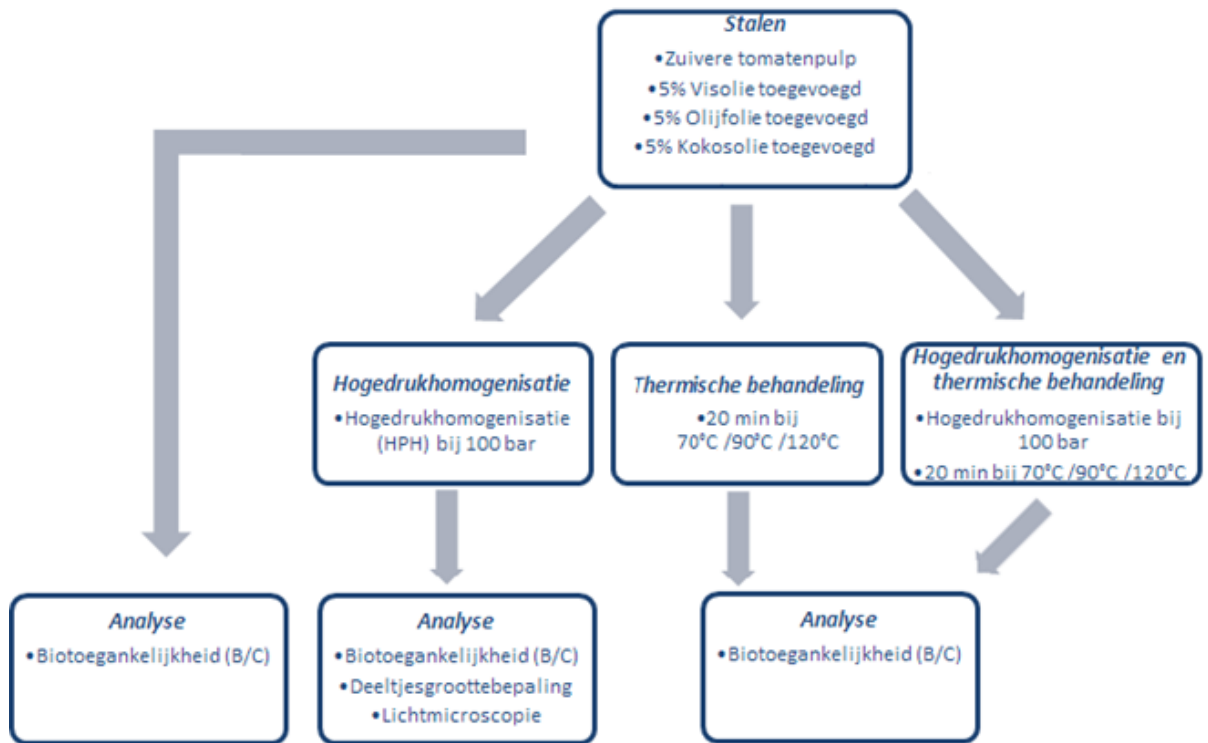 Stalen
•Zuivere tomatenpulp
•5% Visolie toegevoegd
•5% Olijfolie toegevoegd
•5% Kokosolie toegevoegd
Hogedrukhomogenisatie
•Hogedrukhomogenisatie
(HPH) bij 100 bar
Thermische behandeling
•20 min bij
70°C /90°C /120°C
Hogedrukhomogenisatie en
thermische behandeling
•Hogedrukhomogenisatie bij
100 bar
•20 min bij 70°C /90°C /120°C
Analyse
•Biotoegankelijkheid (B/C)
Analyse
•Biotoegankelijkheid (B/C)
•Deeltjesgroottebepaling
•Lichtmicroscopie
Analyse
•Biotoegankelijkheid (B/C)